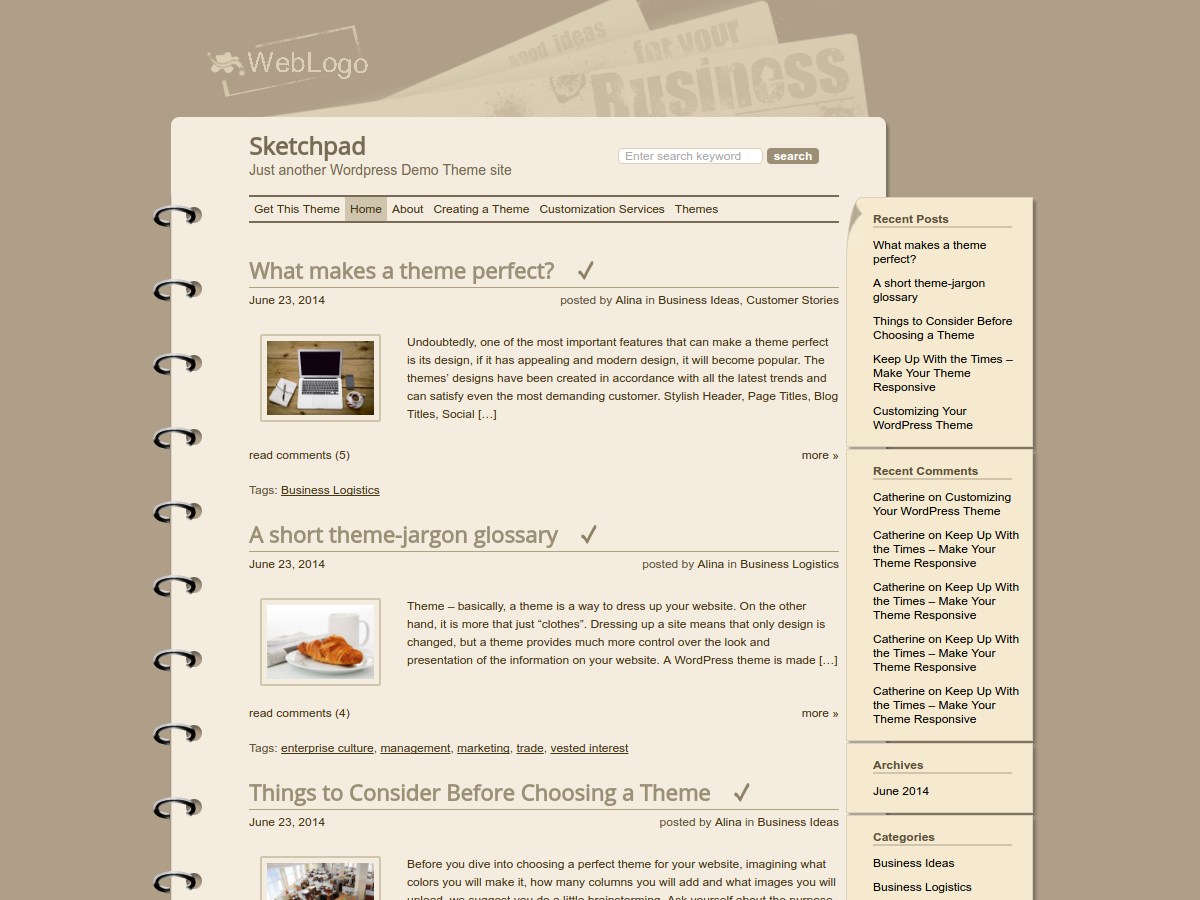 good ideas
for your
Business
WebLogo
Sketchpad
Just another Wordpress Demo Theme site
Enter search keyword
search
Get This Theme
Home
About
Creating a Theme
Customization Services
Themes
What makes a theme perfect?
June 23, 2014
posted by Alina in Business Ideas, Customer Stories
Undoubtedly, one of the most important features that can make a theme perfect
is its design, if it has appealing and modern design, it will become popular. The
themes’ designs have been created in accordance with all the latest trends and
can satisfy even the most demanding customer. Stylish Header, Page Titles, Blog
Titles, Social […]
read comments (5)
more »
Tags: Business Logistics
A short theme-jargon glossary
June 23, 2014
posted by Alina in Business Logistics
Theme – basically, a theme is a way to dress up your website. On the other
hand, it is more that just “clothes”. Dressing up a site means that only design is
changed, but a theme provides much more control over the look and
presentation of the information on your website. A WordPress theme is made […]
read comments (4)
more »
Tags: enterprise culture, management, marketing, trade, vested interest
Things to Consider Before Choosing a Theme
June 23, 2014
posted by Alina in Business Ideas
Before you dive into choosing a perfect theme for your website, imagining what
colors you will make it, how many columns you will add and what images you will
upload, we suggest you do a little brainstorming. Ask yourself about the purpose
Recent Posts
What makes a theme
perfect?
A short theme-jargon
glossary
Things to Consider Before
Choosing a Theme
Keep Up With the Times –
Make Your Theme
Responsive
Customizing Your
WordPress Theme
Recent Comments
Catherine on Customizing
Your WordPress Theme
Catherine on Keep Up With
the Times – Make Your
Theme Responsive
Catherine on Keep Up With
the Times – Make Your
Theme Responsive
Catherine on Keep Up With
the Times – Make Your
Theme Responsive
Catherine on Keep Up With
the Times – Make Your
Theme Responsive
Archives
June 2014
Categories
Business Ideas
Business Logistics